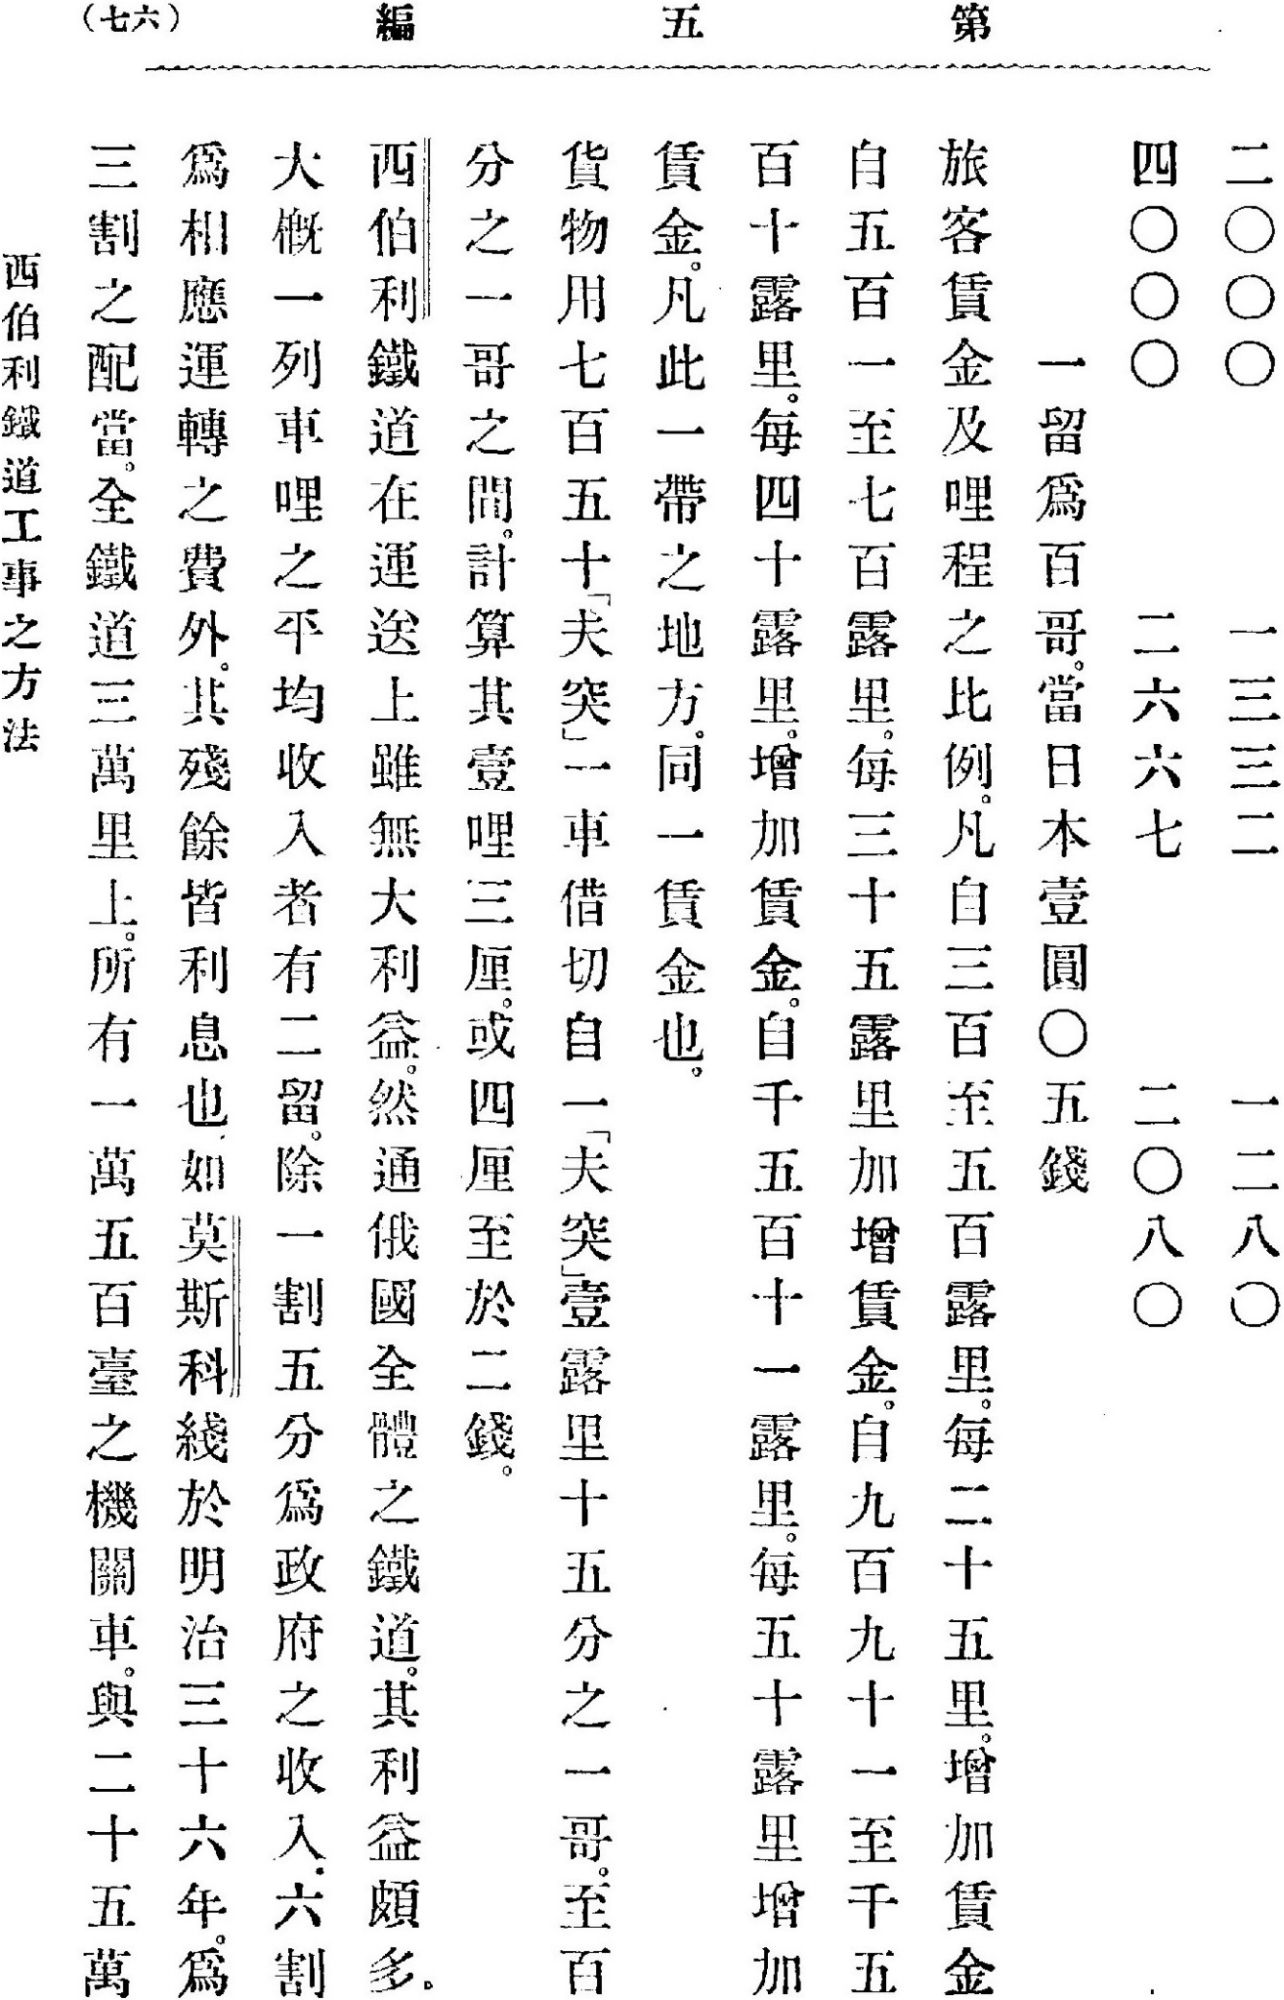 第五編
(六七)
二〇〇〇　一三三二　一二八〇
四〇〇〇　二六六七　二〇八〇
一留爲百哥。當日本壹圓〇五錢
旅客賃金及哩程之比例。凡自三百至五百露里。每二十五里。增加賃金
自五百一至七百露里。每三十五露里加增賃金。自九百九十一至千五
百十露里。每四十露里。增加賃金。自千五百十一露里。每五十露里增加
賃金。凡此一帶之地方。同一賃金也。
貨物用七百五十「夫突」一車借切自一「夫突」壹露里十五分之一哥。至百
分之一哥之間。計算其壹哩三厘。或四厘至於二錢。
西伯利鐵道在運送上雖無大利益。然通俄國全體之鐵道。其利益頗多。
大概一列車哩之平均收入者有二留。除一割五分爲政府之收入。六割
爲相應運轉之費外。其殘餘皆利息也、如莫斯科綫於明治三十六年。爲
三割之配當。全鐵道三萬里上。所有一萬五百臺之機關車。與二十五萬
西伯利鐵道工事之方法